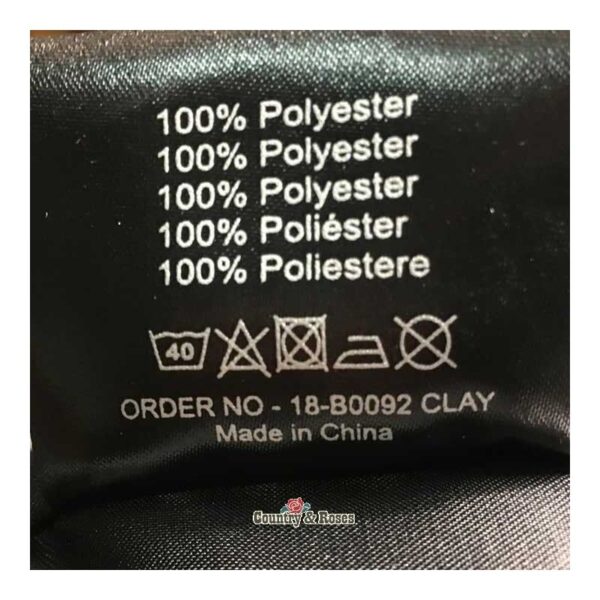 100% Polyester
100% Polyester
100% Polyester
100% Poliéster
100% Poliestere
40
ORDER NO - 18-B0092 CLAY
Made in China
Country & Roses